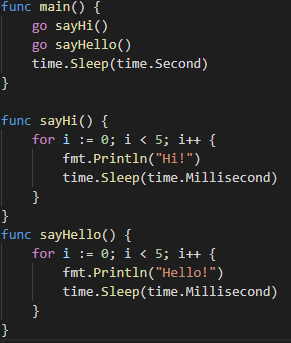 func main() {
    go sayHi()
    go sayHello()
    time.Sleep(time.Second)
}

func sayHi() {
    for i := 0; i < 5; i++ {
        fmt.Println("Hi!")
        time.Sleep(time.Millisecond)
    }
}
func sayHello() {
    for i := 0; i < 5; i++ {
        fmt.Println("Hello!")
        time.Sleep(time.Millisecond)
    }
}